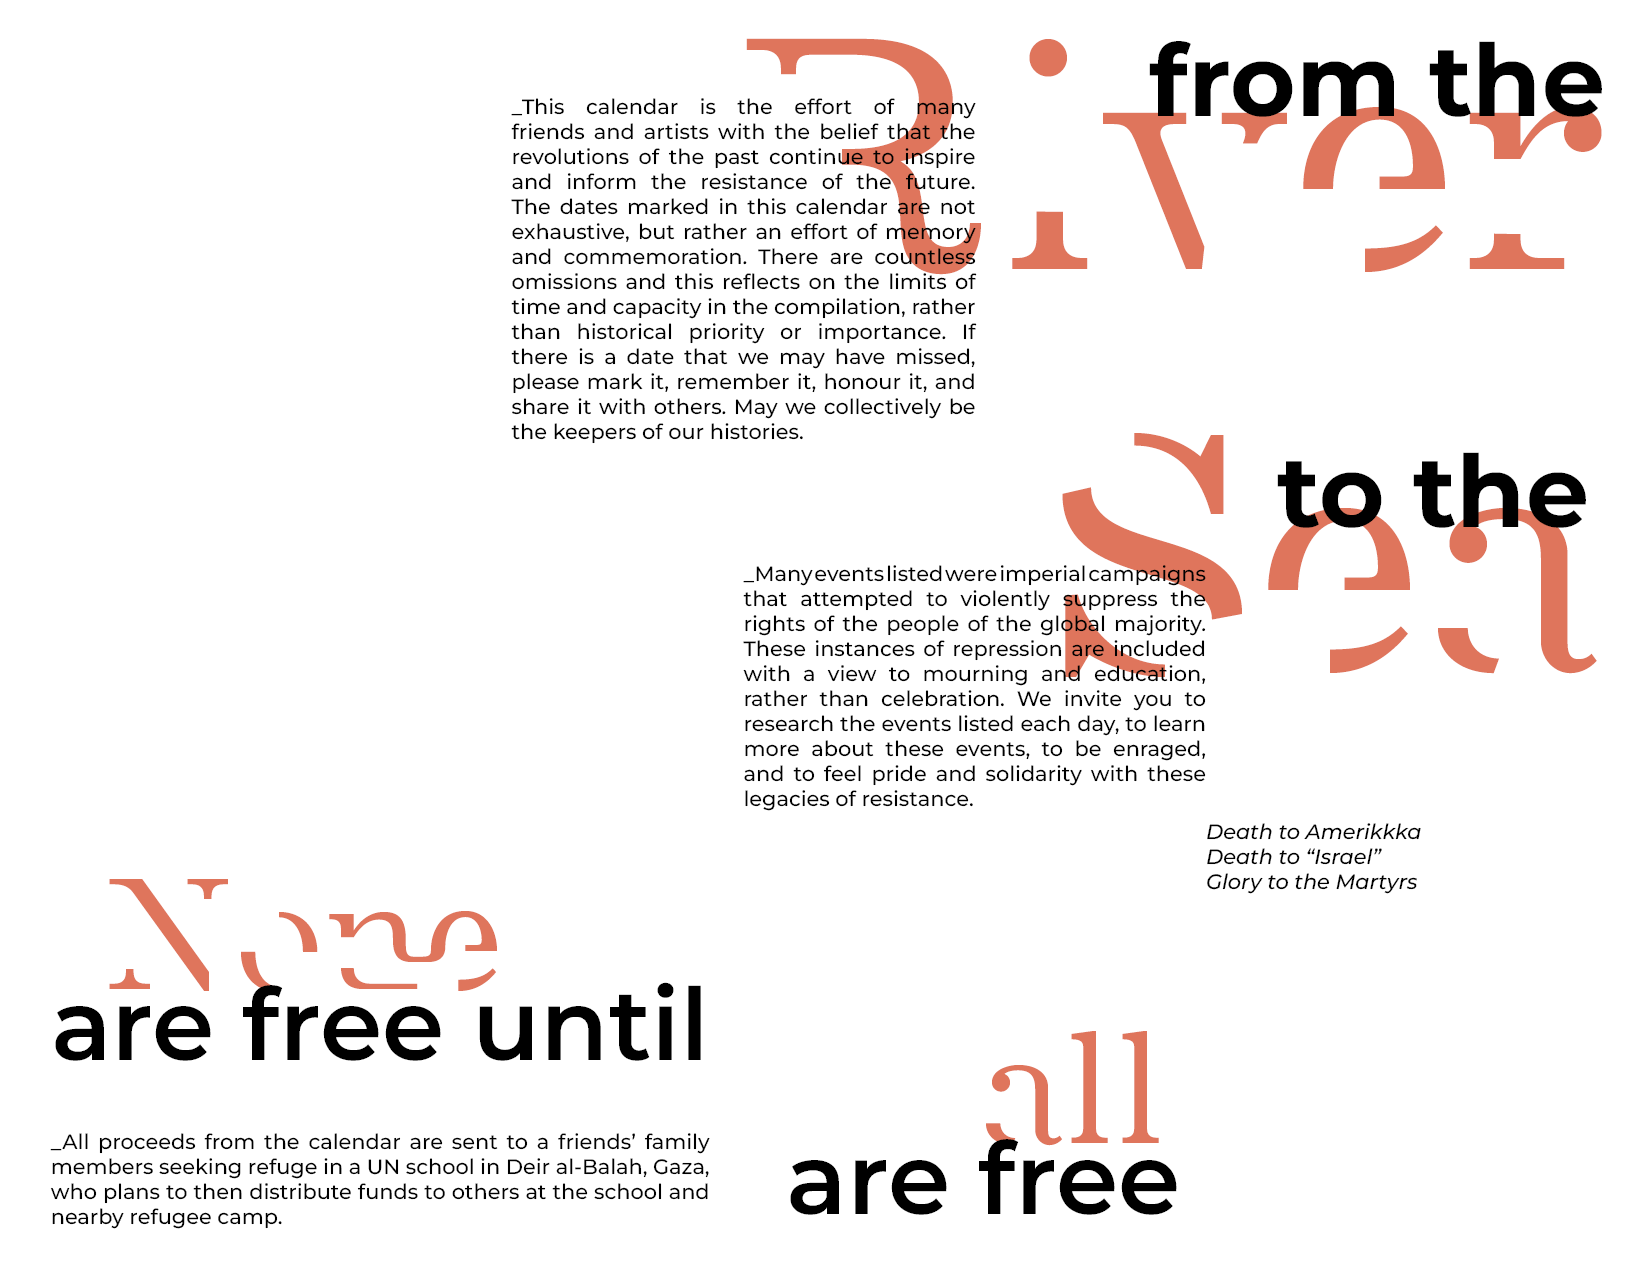 from the
River
_This calendar is the effort of many
friends and artists with the belief that the
revolutions of the past continue to inspire
and inform the resistance of the future.
The dates marked in this calendar are not
exhaustive, but rather an effort of memory
and commemoration. There are countless
omissions and this reflects on the limits of
time and capacity in the compilation, rather
than historical priority or importance. If
there is a date that we may have missed,
please mark it, remember it, honour it, and
share it with others. May we collectively be
the keepers of our histories.
to the
Sea
_Many events listed were imperial campaigns
that attempted to violently suppress the
rights of the people of the global majority.
These instances of repression are included
with a view to mourning and education,
rather than celebration. We invite you to
research the events listed each day, to learn
more about these events, to be enraged,
and to feel pride and solidarity with these
legacies of resistance.
Death to Amerikkka
Death to “Israel”
Glory to the Martyrs
None
are free until
all
are free
_All proceeds from the calendar are sent to a friends’ family
members seeking refuge in a UN school in Deir al-Balah, Gaza,
who plans to then distribute funds to others at the school and
nearby refugee camp.